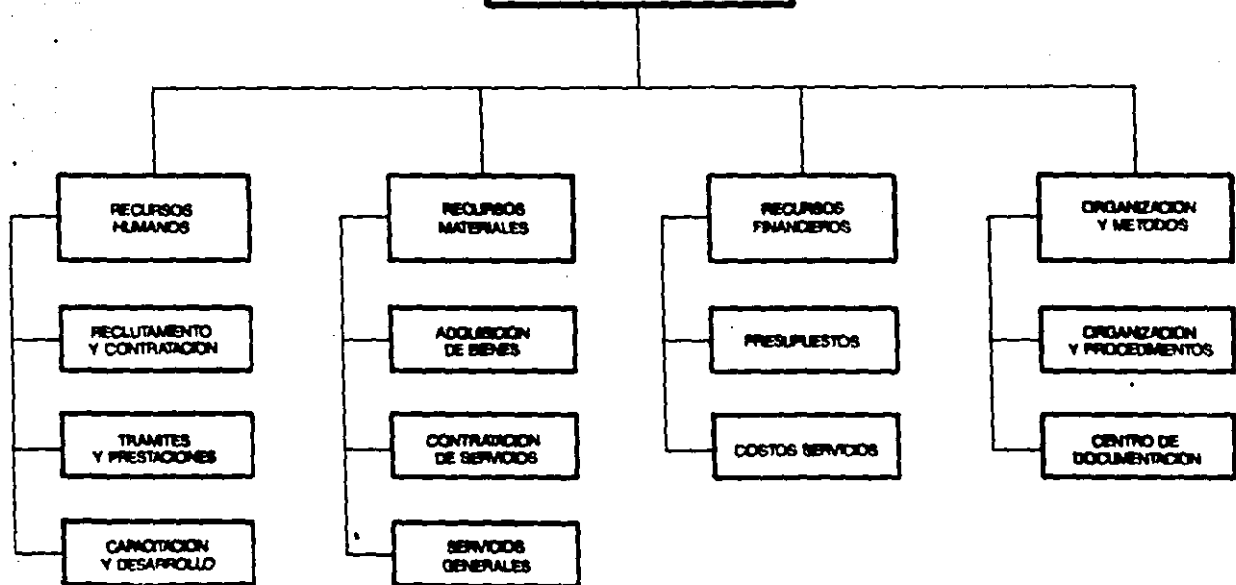 RECURSOS
HUMANOS
RECLUTAMIENTO
Y CONTRATACION
TRAMITES
Y PRESTACIONES
CAPACITACION
Y DESARROLLO
RECURSOS
MATERIALES
ADQUISICION
DE BIENES
CONTRATACION
DE SERVICIOS
SERVICIOS
GENERALES
RECURSOS
FINANCIEROS
PRESUPUESTOS
COSTOS SERVICIOS
ORGANIZACION
Y METODOS
ORGANIZACION
Y PROCEDIMIENTOS
CENTRO DE
DOCUMENTACION